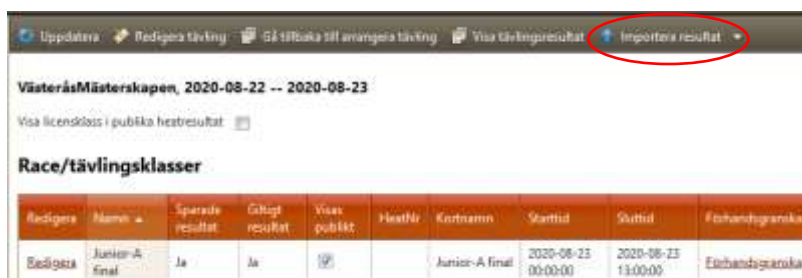 Uppdatera Redigera tävling Gå tillbaka till arrangera tävling Visa tävlingsresultat Importera resultat
VästeråsMästerskapen, 2020-08-22 -- 2020-08-23
Visa licensklass i publika heatresultat
Race/tävlingsklasser
Redigera Namn Sparade resultat Giltigt resultat Visas publikt HeatNr Kortnamn Starttid Sluttid Förhandsgranska
Redigera Junior-A final Ja Ja Junior-A final 2020-08-23 00:00:00 2020-08-23 13:00:00 Förhandsgranska